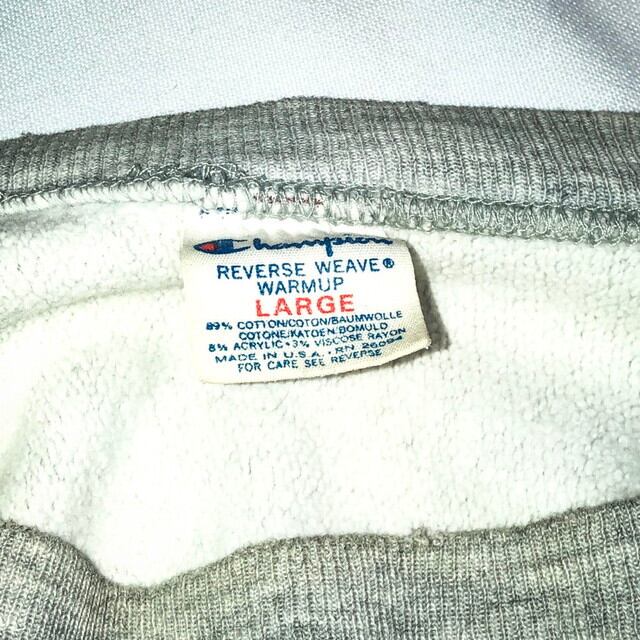 Champion
REVERSE WEAVE®
WARMUP
LARGE
89% COTTON/COTON/BAUMWOLLE
COTONE/KATOEN/BOMULD
8% ACRYLIC • 3% VISCOSE RAYON
MADE IN U.S.A. • RN 26094
FOR CARE SEE REVERSE